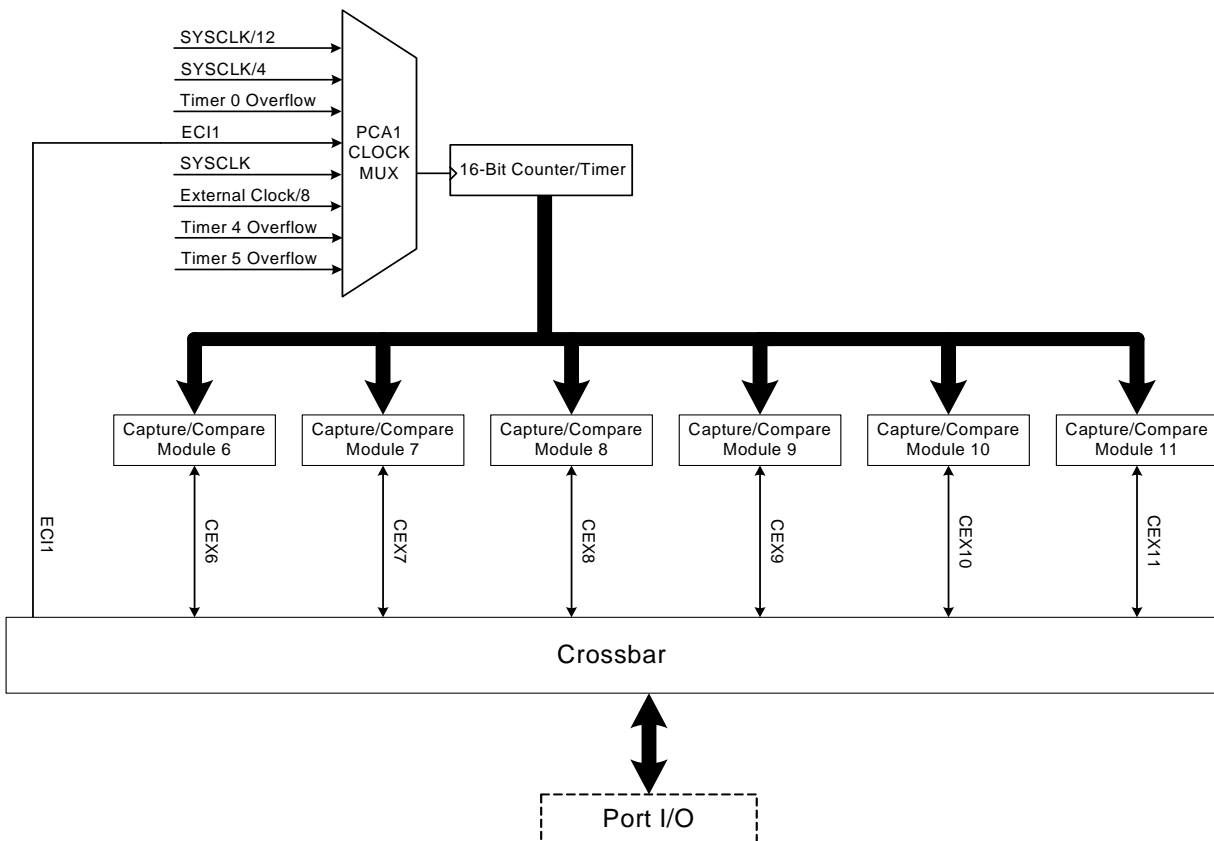 SYSCLK/12
SYSCLK/4
Timer 0 Overflow
ECI1
SYSCLK
External Clock/8
Timer 4 Overflow
Timer 5 Overflow
PCA1
CLOCK
MUX
16-Bit Counter/Timer
Capture/Compare
Module 6
Capture/Compare
Module 7
Capture/Compare
Module 8
Capture/Compare
Module 9
Capture/Compare
Module 10
Capture/Compare
Module 11
ECI1
CEX6
CEX7
CEX8
CEX9
CEX10
CEX11
Crossbar
Port I/O